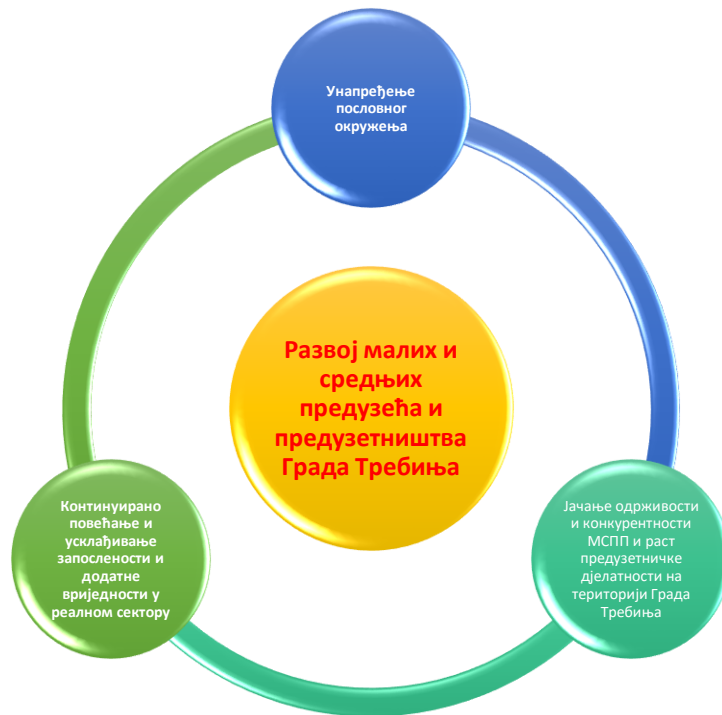 Унапређење
пословног
окружења
Развој малих и
средњих
предузећа и
предузетништва
Града Требиња
Континуирано
повећање и
усклађивање
запослености и
додатне
вриједности у
реалном сектору
Јачање одрживости
и конкурентности
МСПП и раст
предузетничке
дјелатности на
територији Града
Требиња